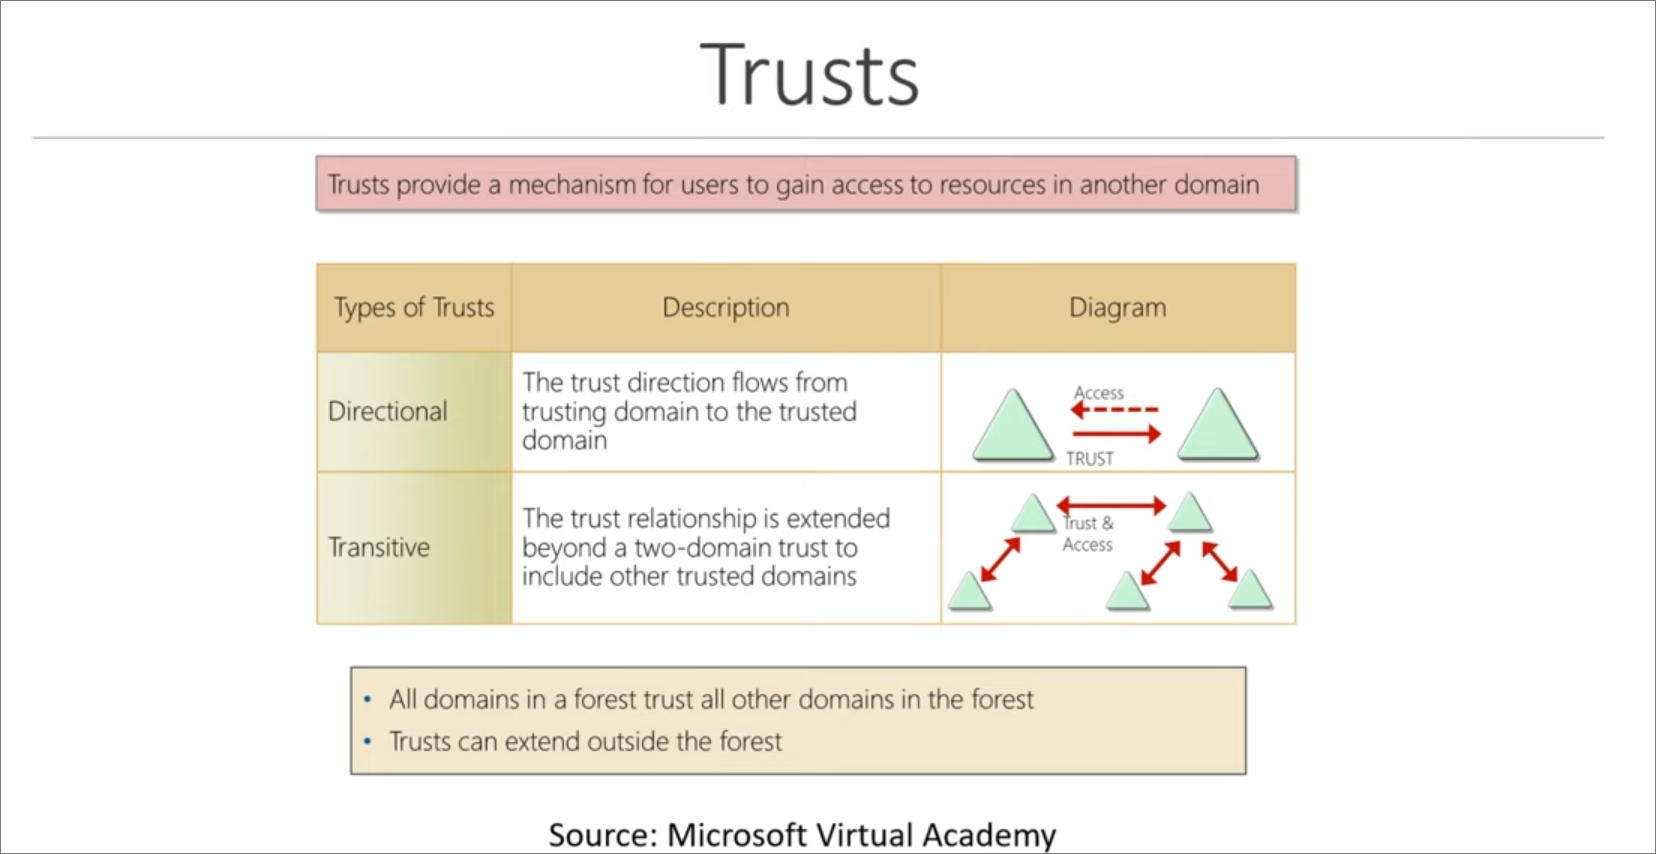 Trusts
Trusts provide a mechanism for users to gain access to resources in another domain
Types of Trusts
Description
Diagram
Directional
The trust direction flows from
trusting domain to the trusted
domain
Access
TRUST
Transitive
The trust relationship is extended
beyond a two-domain trust to
include other trusted domains
Trust &
Access
• All domains in a forest trust all other domains in the forest
• Trusts can extend outside the forest
Source: Microsoft Virtual Academy